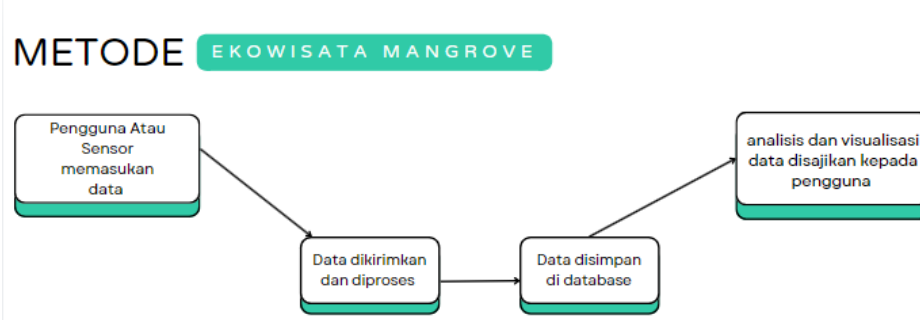 METODE
EKOWISATA MANGROVE
Pengguna Atau
Sensor
memasukan
data
Data dikirimkan
dan diproses
Data disimpan
di database
analisis dan visualisasi
data disajikan kepada
pengguna